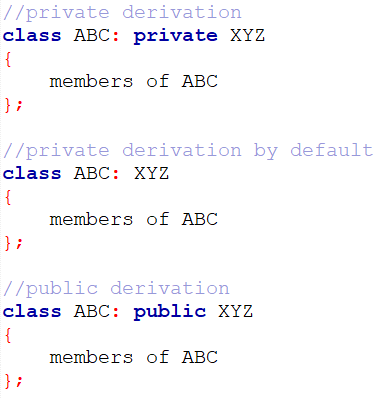 //private derivation
class ABC: private XYZ
{
    members of ABC
};

//private derivation by default
class ABC: XYZ
{
    members of ABC
};

//public derivation
class ABC: public XYZ
{
    members of ABC
};